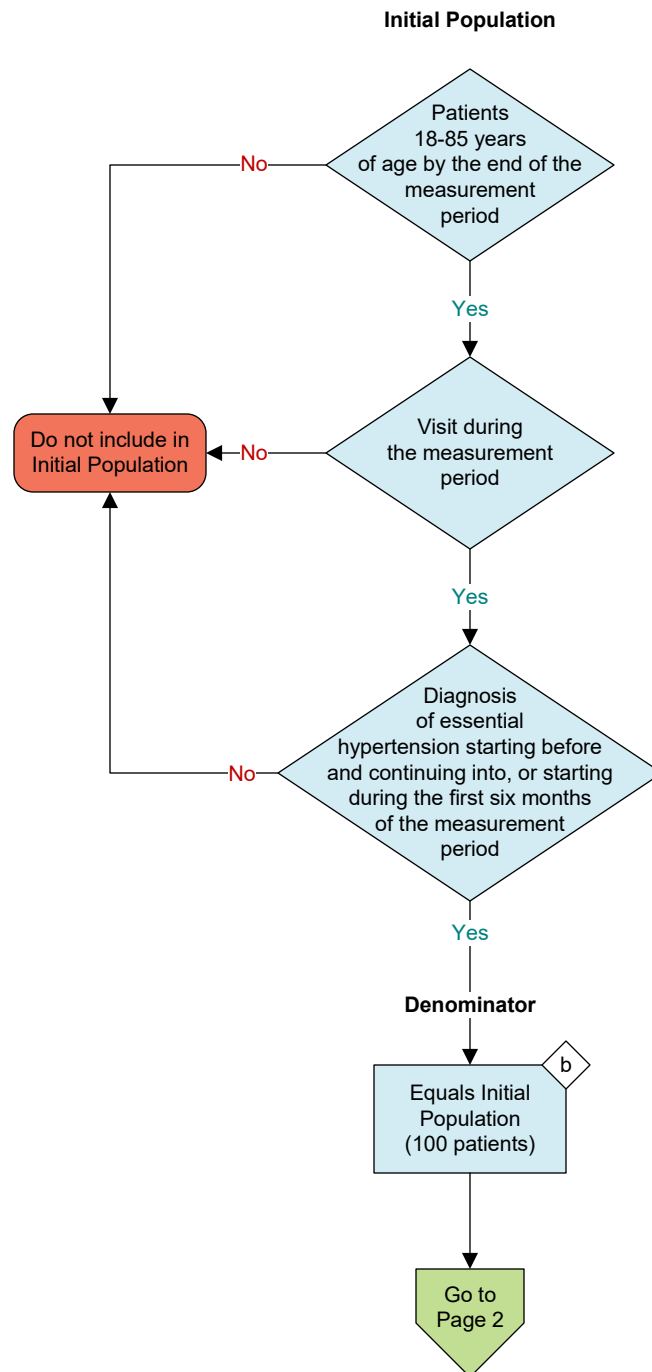 Initial Population
Patients
18-85 years
of age by the end of the
measurement
period
No
Yes
Do not include in
Initial Population
No
Visit during
the measurement
period
Yes
Diagnosis
of essential
hypertension starting before
and continuing into, or starting
during the first six months
of the measurement
period
No
Yes
Denominator
b
Equals Initial
Population
(100 patients)
Go to
Page 2